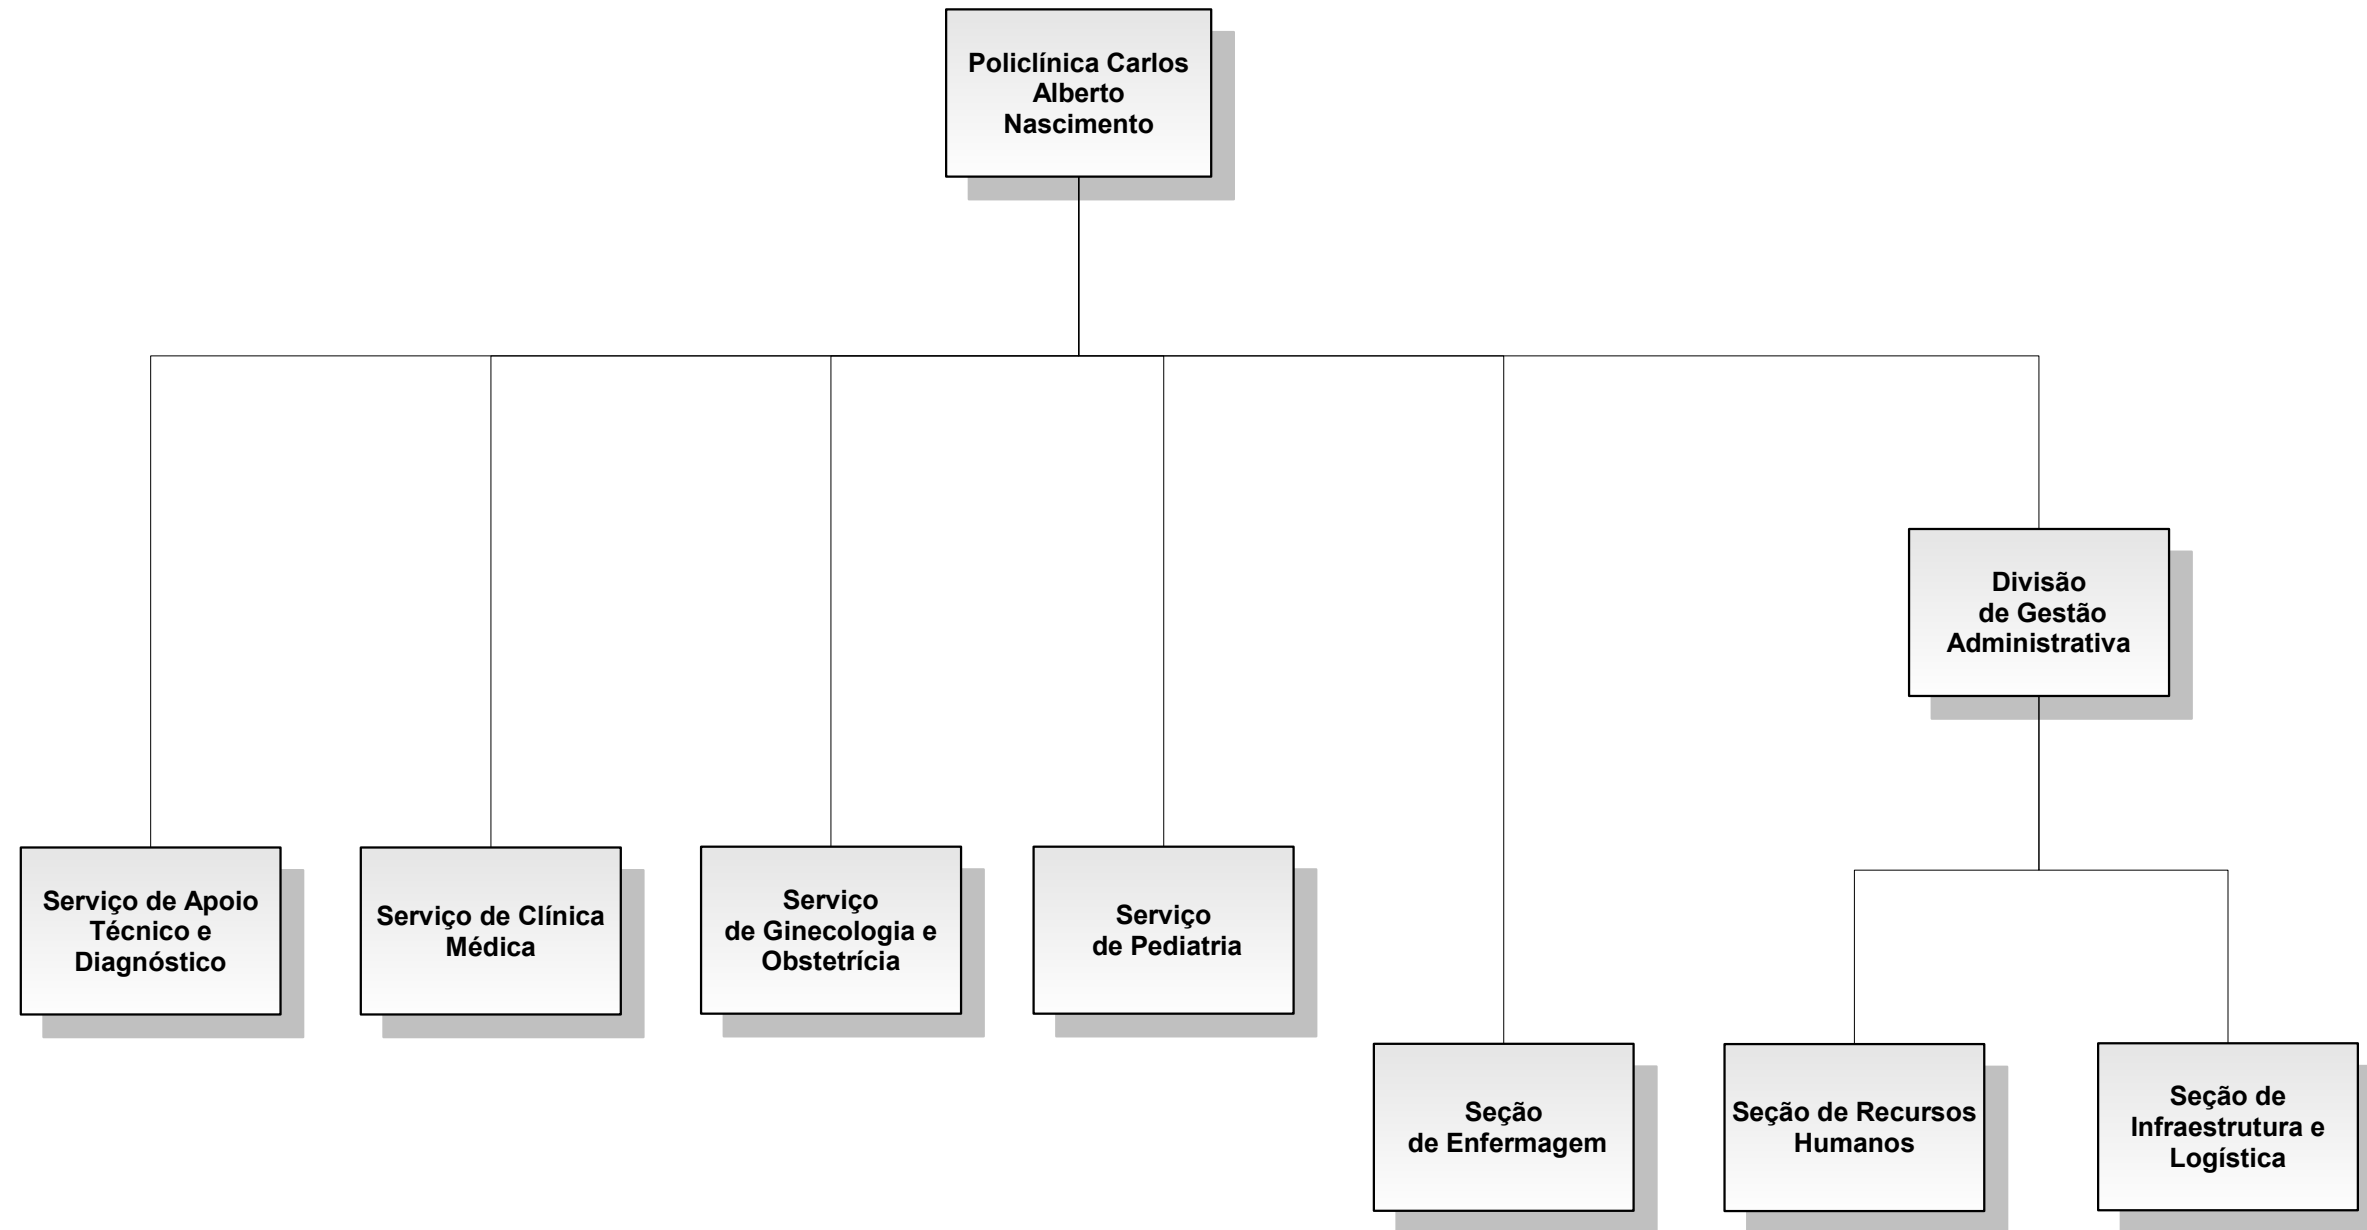 Policlínica Carlos
Alberto
Nascimento
Divisão
de Gestão
Administrativa
Serviço de Apoio
Técnico e
Diagnóstico
Serviço de Clínica
Médica
Serviço
de Ginecologia e
Obstetrícia
Serviço
de Pediatria
Seção
de Enfermagem
Seção de Recursos
Humanos
Seção de
Infraestrutura e
Logística